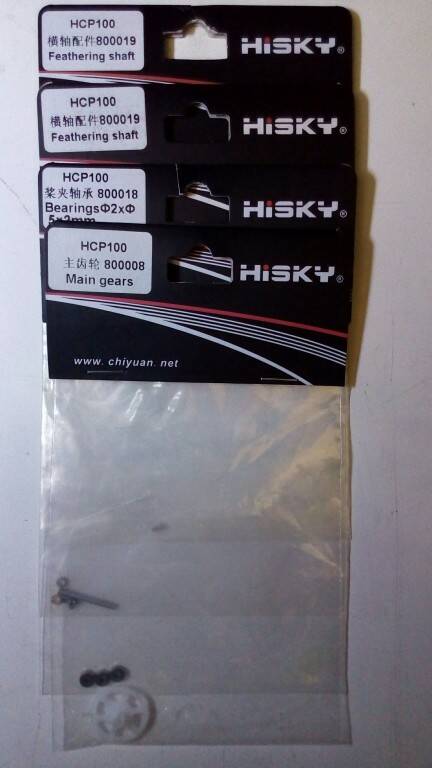 HCP100
横轴配件800019
Feathering shaft
HiSKY®
HCP100
横轴配件800019
Feathering shaft
HiSKY®
HCP100
桨夹轴承 800018
BearingsΦ2xΦ
5x2mm
HiSKY®
HCP100
主齿轮 800008
Main gears
HiSKY®
www.chiyuan.net